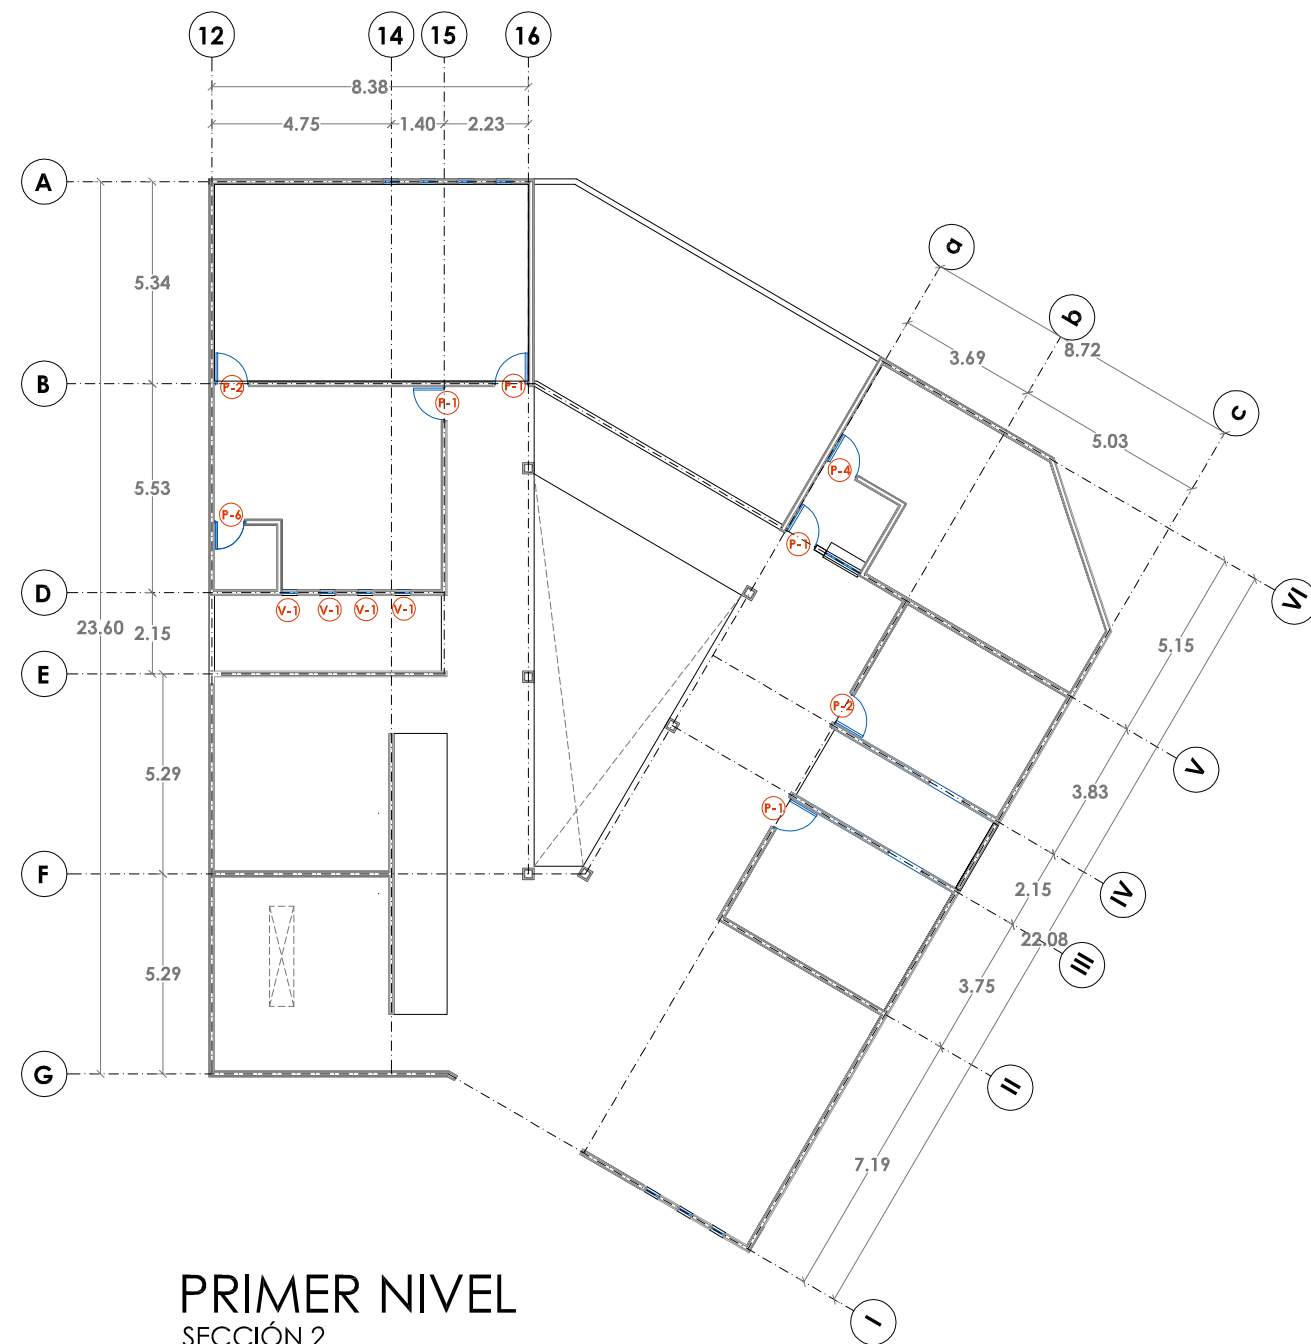 12 14 15 16
8.38
4.75 1.40 2.23
A
a
5.34
b
3.69 8.72
B
P-2 P-1
P-1
c
5.03
P-4
5.53
P-6
P-1
D
V-1 V-1 V-1 V-1
VI
23.60 2.15
5.15
E
P-2
V
5.29
3.83
P-1
F
IV
2.15
22.08
III
5.29
3.75
G
II
7.19
PRIMER NIVEL
I
SECCIÓN 2